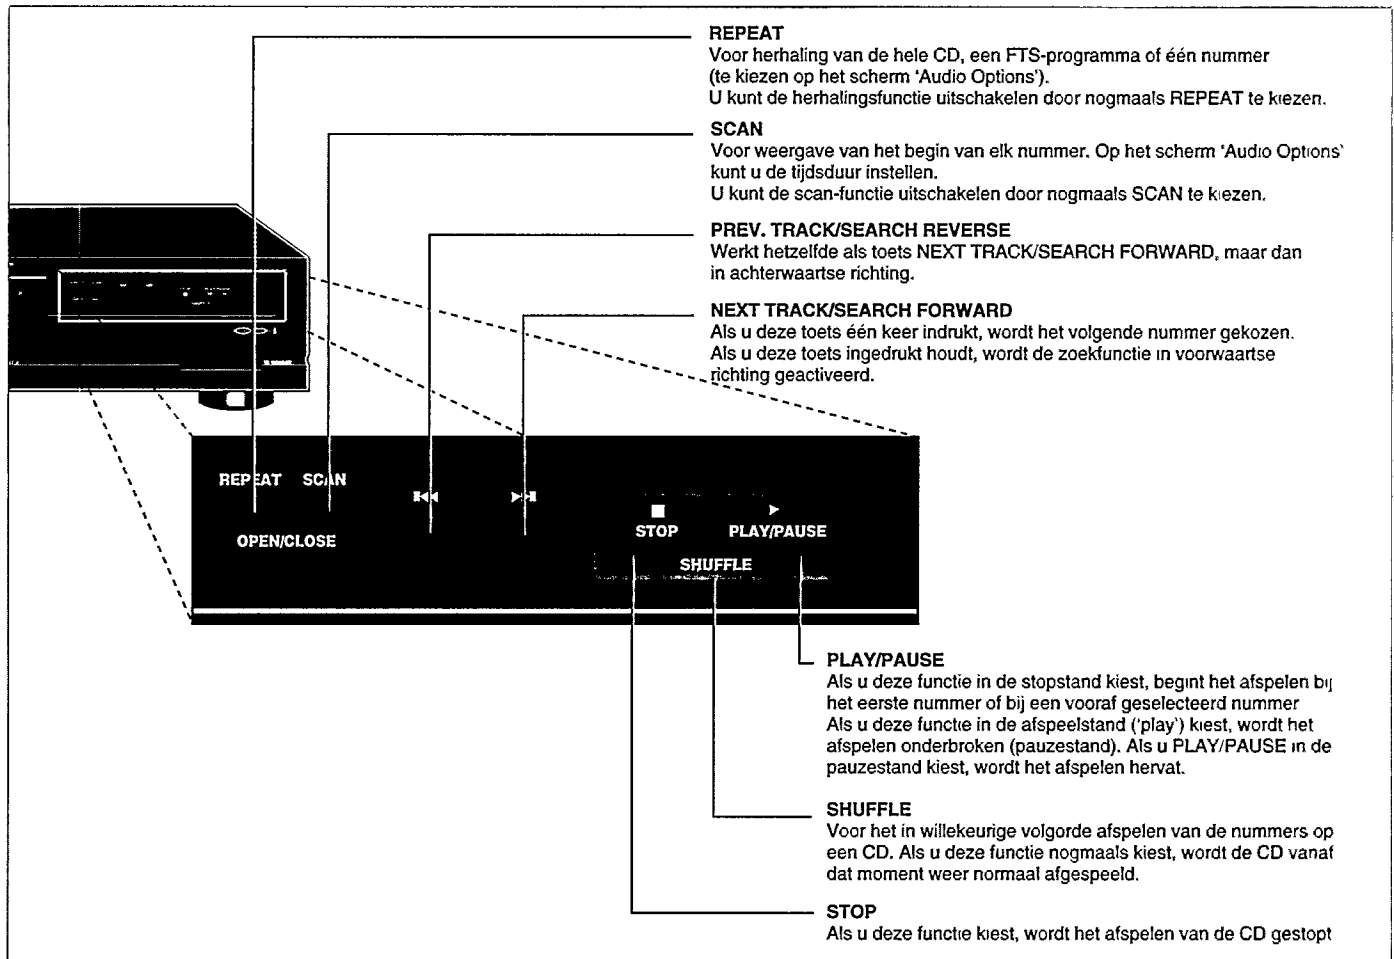 REPEAT
Voor herhaling van de hele CD, een FTS-programma of één nummer
(te kiezen op het scherm 'Audio Options').
U kunt de herhalingsfunctie uitschakelen door nogmaals REPEAT te kiezen.
SCAN
Voor weergave van het begin van elk nummer. Op het scherm 'Audio Options'
kunt u de tijdsduur instellen.
U kunt de scan-functie uitschakelen door nogmaals SCAN te kiezen.
PREV. TRACK/SEARCH REVERSE
Werkt hetzelfde als toets NEXT TRACK/SEARCH FORWARD, maar dan
in achterwaartse richting.
NEXT TRACK/SEARCH FORWARD
Als u deze toets één keer indrukt, wordt het volgende nummer gekozen.
Als u deze toets ingedrukt houdt, wordt de zoekfunctie in voorwaartse
richting geactiveerd.
REPEAT SCAN
OPEN/CLOSE
STOP PLAY/PAUSE
SHUFFLE
PLAY/PAUSE
Als u deze functie in de stopstand kiest, begint het afspelen bij
het eerste nummer of bij een vooraf geselecteerd nummer
Als u deze functie in de afspeelstand ('play') kiest, wordt het
afspelen onderbroken (pauzestand). Als u PLAY/PAUSE in de
pauzestand kiest, wordt het afspelen hervat.
SHUFFLE
Voor het in willekeurige volgorde afspelen van de nummers op
een CD. Als u deze functie nogmaals kiest, wordt de CD vanaf
dat moment weer normaal afgespeeld.
STOP
Als u deze functie kiest, wordt het afspelen van de CD gestopt